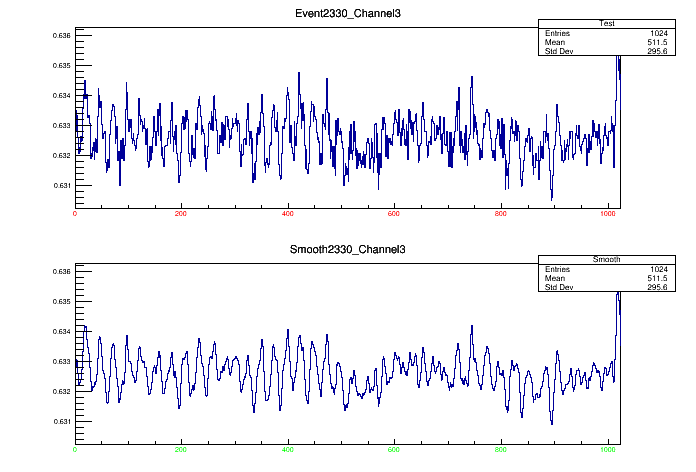 Event2330_Channel3
Test
Entries 1024
Mean 511.5
Std Dev 295.6
0.636
0.635
0.634
0.633
0.632
0.631
0 200 400 600 800 1000
Smooth2330_Channel3
Smooth
Entries 1024
Mean 511.5
Std Dev 295.6
0.636
0.635
0.634
0.633
0.632
0.631
0 200 400 600 800 1000